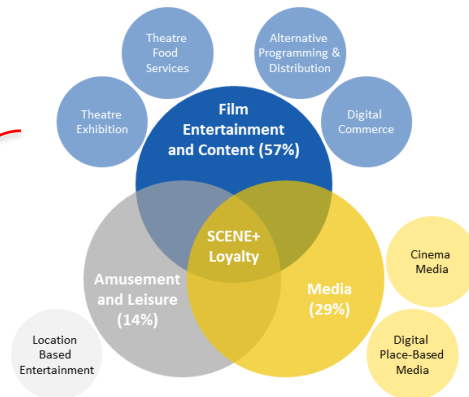 Theatre
Food
Services
Alternative
Programming &
Distribution
Theatre
Exhibition
Digital
Commerce
Film
Entertainment
and Content (57%)
SCENE+
Loyalty
Amusement
and Leisure
(14%)
Media
(29%)
Cinema
Media
Digital
Place-Based
Media
Location
Based
Entertainment